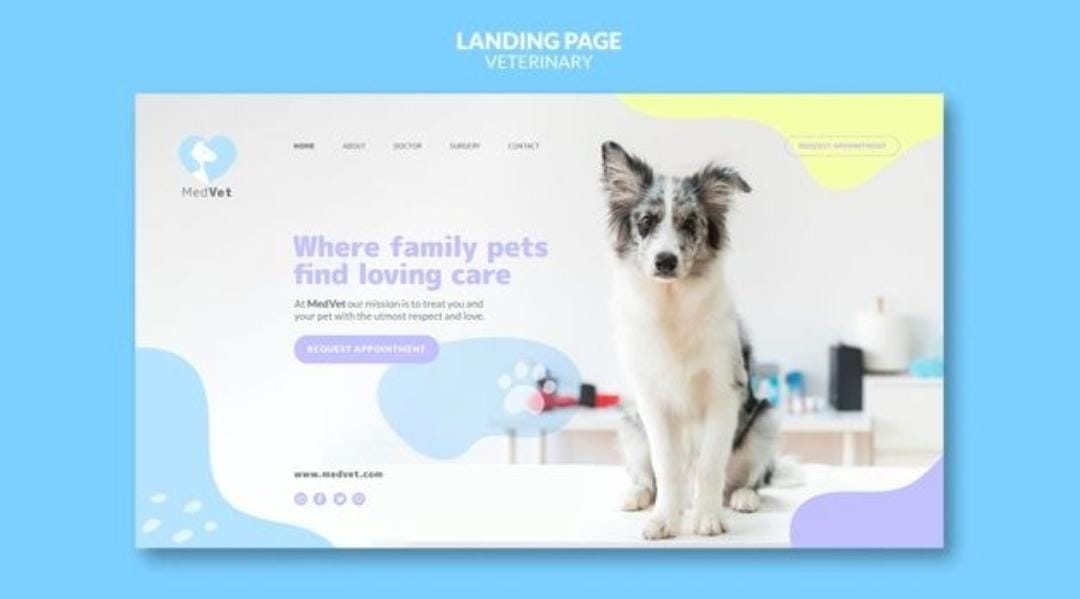 LANDING PAGE
VETERINARY
MedVet
HOME ABOUT DOCTOR SURGERY CONTACT
REQUEST APPOINTMENT
Where family pets
find loving care
At MedVet our mission is to treat you and
your pet with the utmost respect and love.
REQUEST APPOINTMENT
www.medvet.com